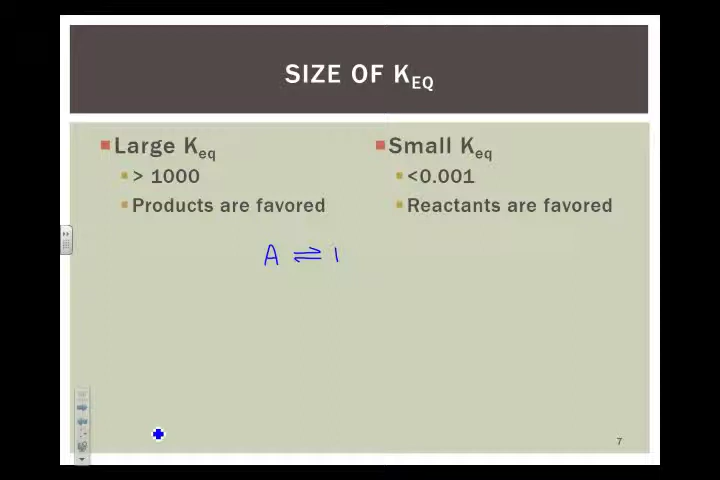 SIZE OF KEQ
Large Keq
> 1000
Products are favored
Small Keq
<0.001
Reactants are favored
A ⇌ 
7